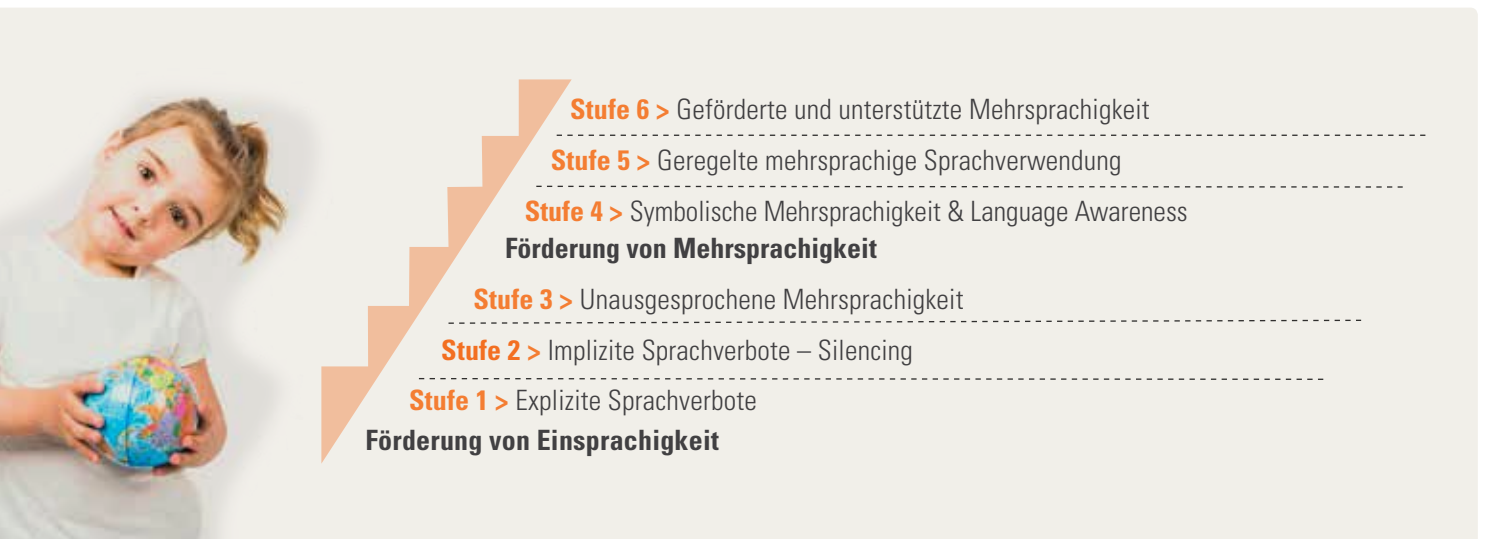 Stufe 6 > Geförderte und unterstützte Mehrsprachigkeit
Stufe 5 > Geregelte mehrsprachige Sprachverwendung
Stufe 4 > Symbolische Mehrsprachigkeit & Language Awareness
Förderung von Mehrsprachigkeit
Stufe 3 > Unausgesprochene Mehrsprachigkeit
Stufe 2 > Implizite Sprachverbote – Silencing
Stufe 1 > Explizite Sprachverbote
Förderung von Einsprachigkeit